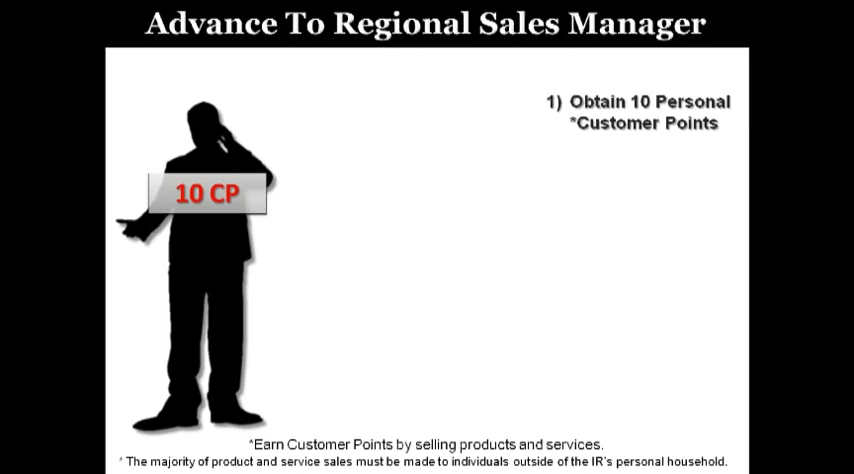 Advance To Regional Sales Manager
1) Obtain 10 Personal
*Customer Points
10 CP
*Earn Customer Points by selling products and services.
* The majority of product and service sales must be made to individuals outside of the IR's personal household.